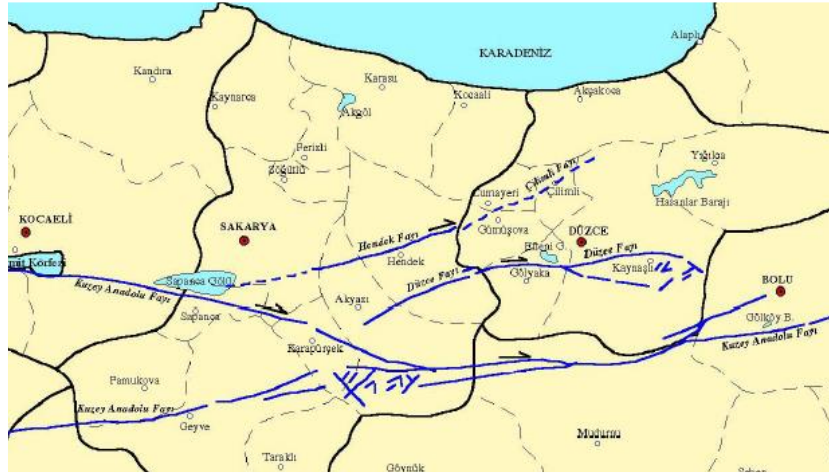 KARADENİZ
Alaplı
Kandıra
Karasu
Kaynarca
Akgöl
Kocaali
Akçakoca
Ferizli
Söğütlü
Yığılca
Hasanlar Barajı
Çilimli Fayı
Cumayeri
Çilimli
KOCAELİ
SAKARYA
Hendek Fayı
Gümüşova
DÜZCE
Efteni G.
Düzce Fayı
İzmit Körfezi
Hendek
Kaynaşlı
Sapanca Gölü
Düzce Fayı
Gölyaka
BOLU
Kuzey Anadolu Fayı
Akyazı
Sapanca
Gölköy B.
Karapürçek
Kuzey Anadolu Fayı
Pamukova
Kuzey Anadolu Fayı
Geyve
Mudurnu
Taraklı
Göynük